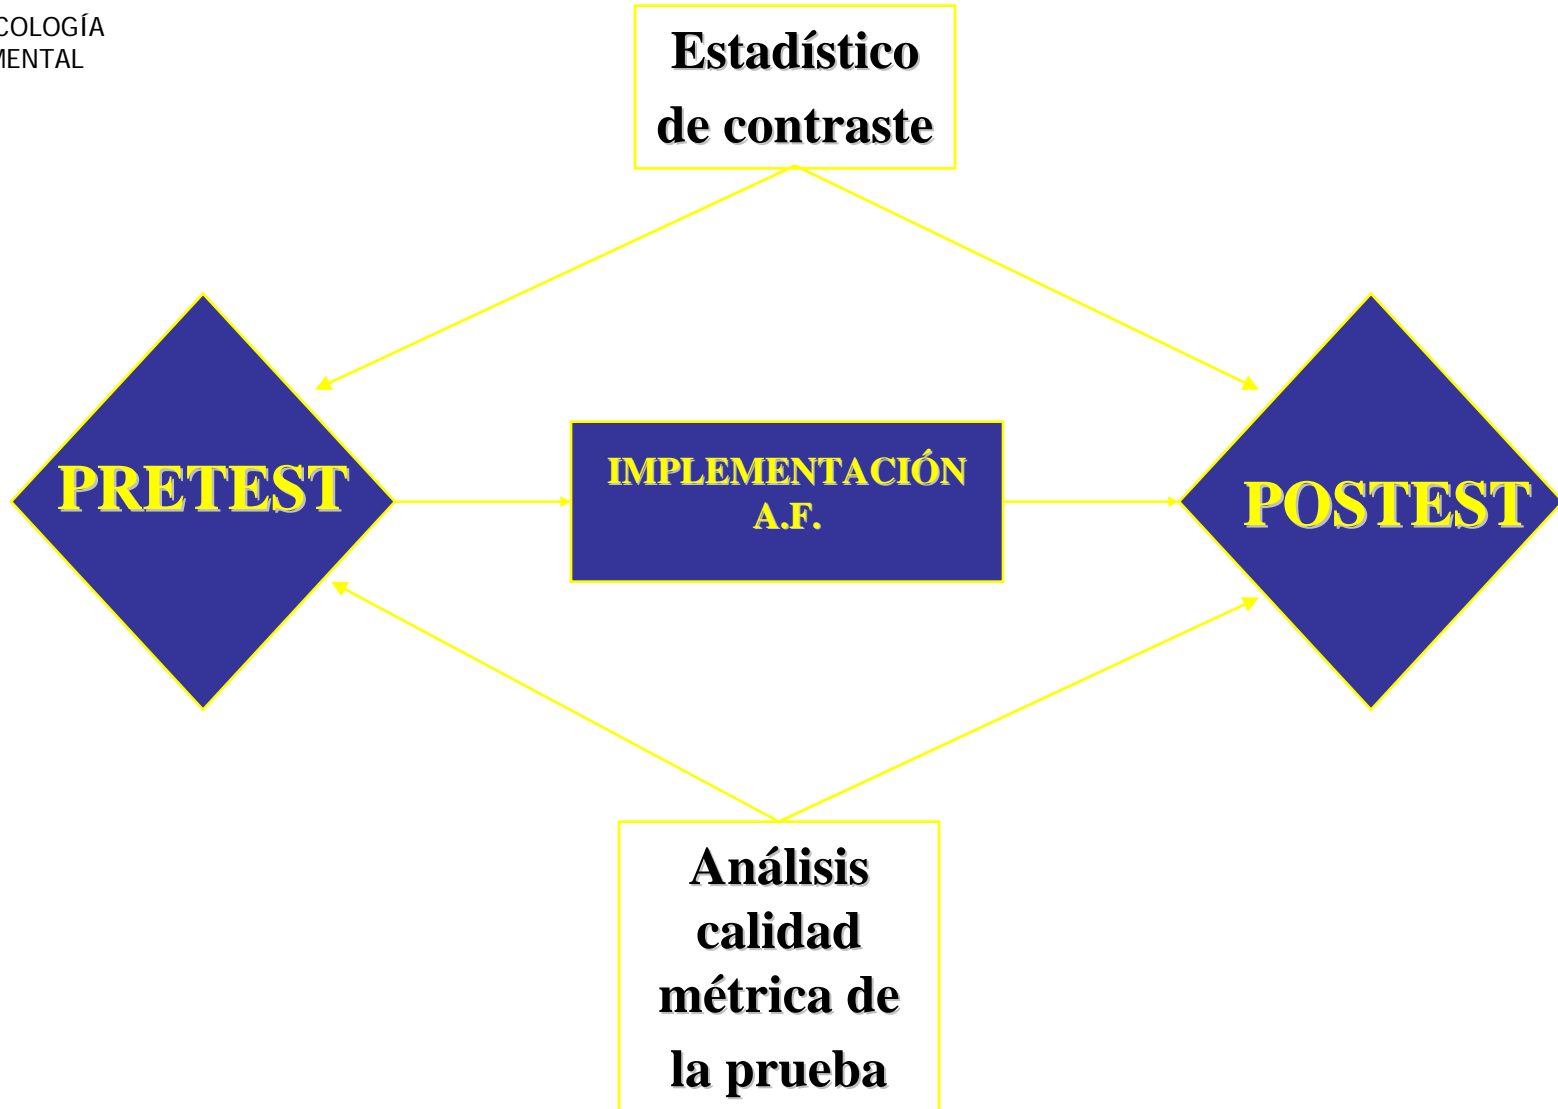 COLOGÍA
MENTAL
Estadístico
de contraste
PRETEST
IMPLEMENTACIÓN
A.F.
POSTEST
Análisis
calidad
métrica de
la prueba